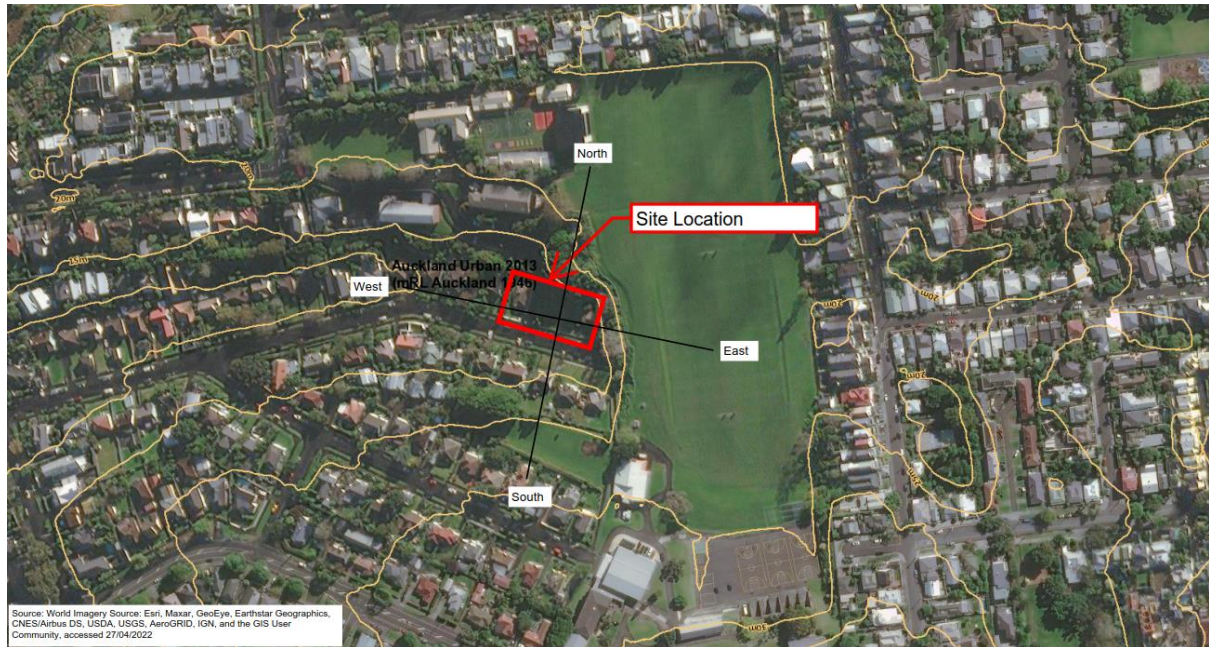 North
Site Location
Auckland Urban 2013
(mRL Auckland 1946)
West
East
South
20m
20m
15m
20m
20m
20m
Source: World Imagery Source: Esri, Maxar, GeoEye, Earthstar Geographics,
CNES/Airbus DS, USDA, USGS, AeroGRID, IGN, and the GIS User
Community, accessed 27/04/2022